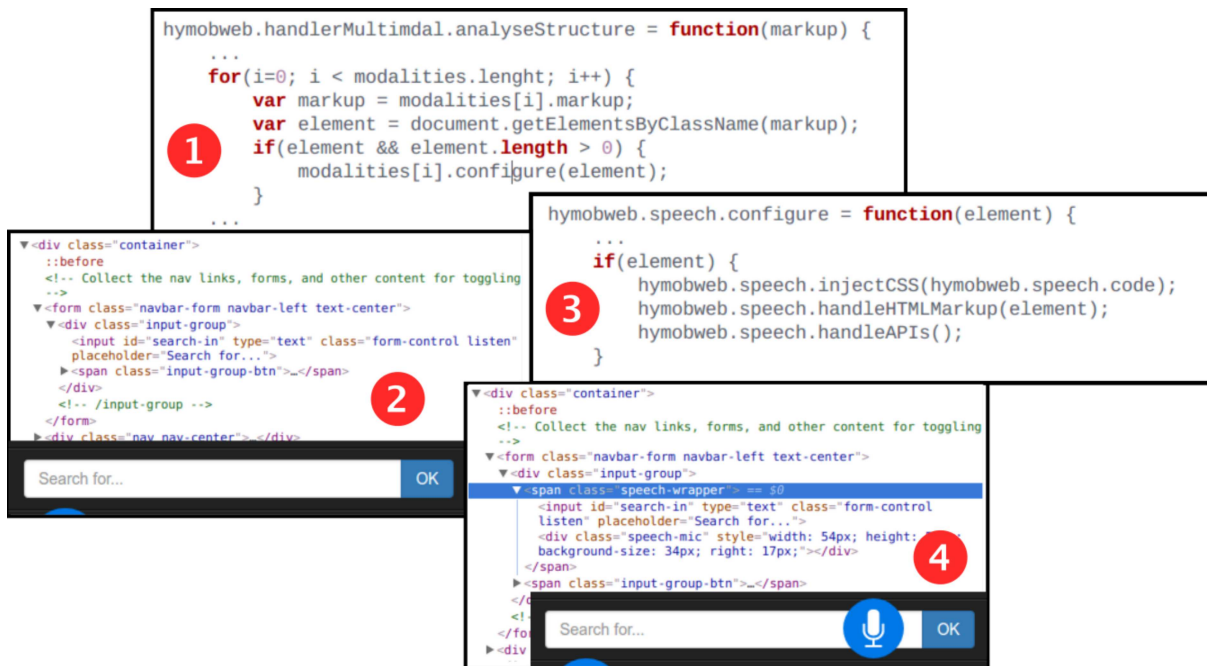 hymobweb.handlerMultimdal.analyseStructure = function(markup) {
...
for(i=0; i < modalities.lenght; i++) {
var markup = modalities[i].markup;
var element = document.getElementsByClassName(markup);
if(element && element.length > 0) {
modalities[i].configure(element);
}
...
1
hymobweb.speech.configure = function(element) {
...
if(element) {
hymobweb.speech.injectCSS(hymobweb.speech.code);
hymobweb.speech.handleHTMLMarkup(element);
hymobweb.speech.handleAPIs();
}
3
▼<div class="container">
::before
<!-- Collect the nav links, forms, and other content for toggling
-->
▼<form class="navbar-form navbar-left text-center">
▼<div class="input-group">
<input id="search-in" type="text" class="form-control listen"
placeholder="Search for...">
▶<span class="input-group-btn">…</span>
</div>
<!-- /input-group -->
</form>
▶<div class="nav nav-center">…</div>
2
Search for...
OK
▼<div class="container">
::before
<!-- Collect the nav links, forms, and other content for toggling
-->
▼<form class="navbar-form navbar-left text-center">
▼<div class="input-group">
▼<span class="speech-wrapper"> == $0
<input id="search-in" type="text" class="form-control
listen" placeholder="Search for...">
<div class="speech-mic" style="width: 54px; height:
background-size: 34px; right: 17px;"></div>
</span>
▶<span class="input-group-btn">…</span>
</d
<!-
</fo
▶<div
4
Search for...
OK